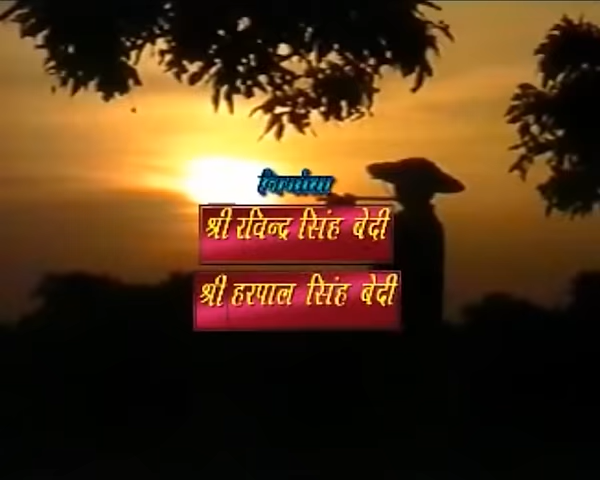 श्री रविन्द्र सिंह बेदी
श्री हरपाल सिंह बेदी